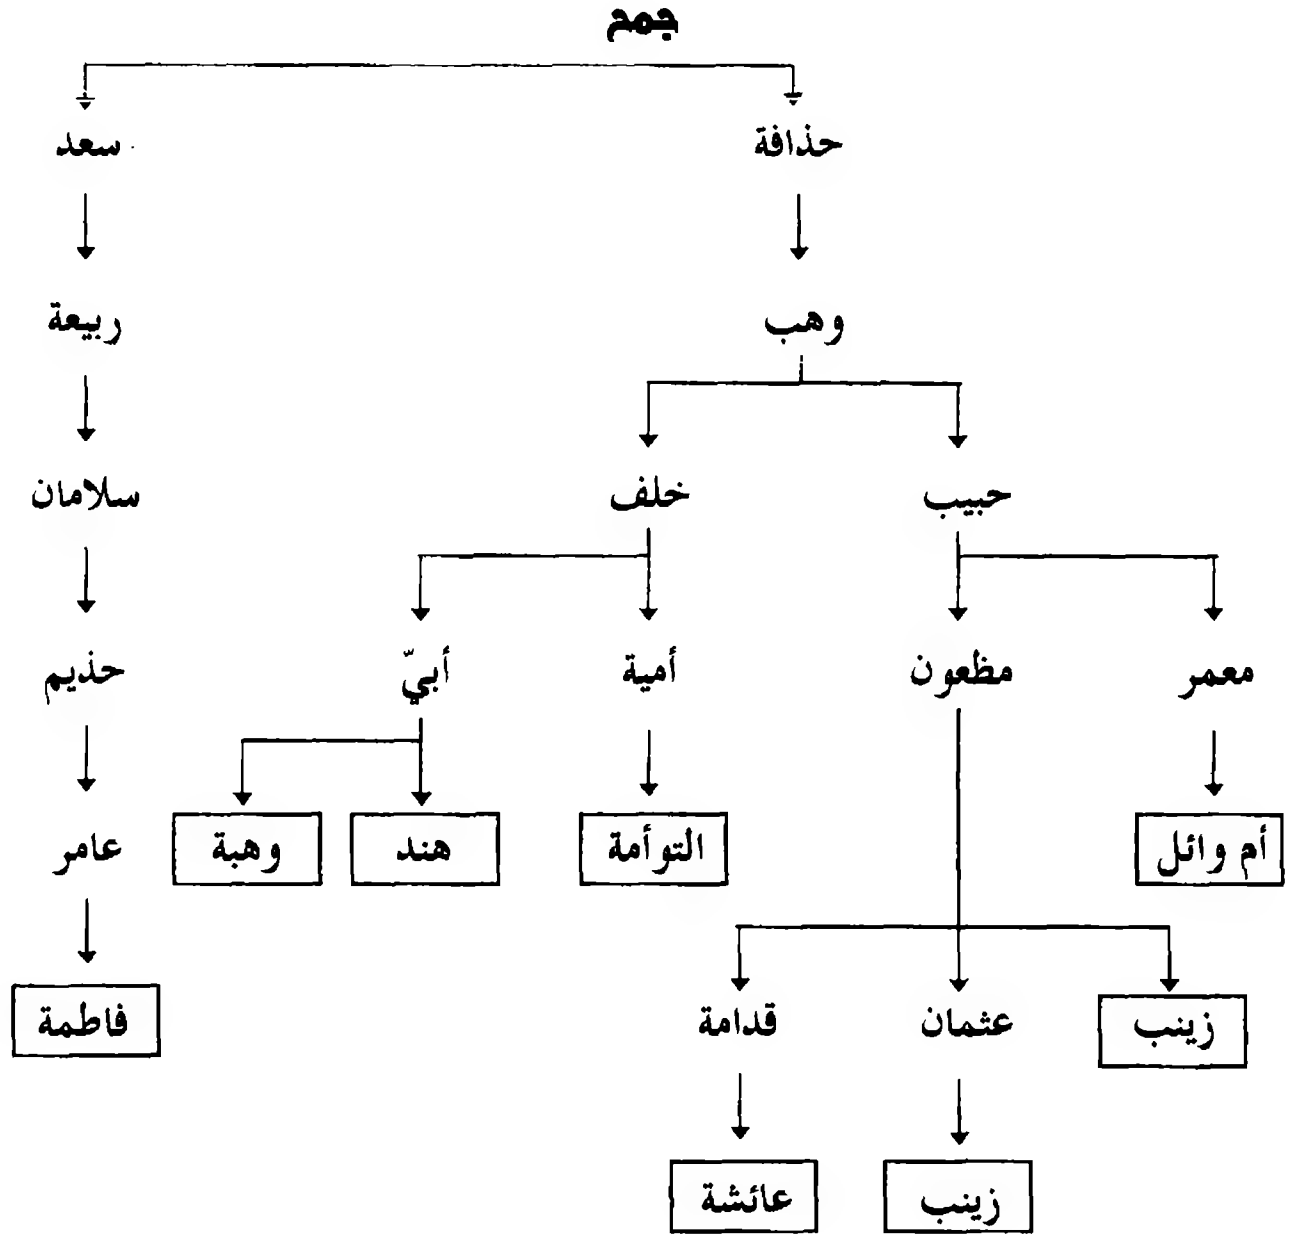 جمح
حذافة
سعد
وهب
ربيعة
حبيب
خلف
سلامان
معمر
مظعون
أمية
أبيّ
حذيم
أم وائل
التوأمة
هند
وهبة
عامر
زينب
عثمان
قدامة
فاطمة
زينب
عائشة